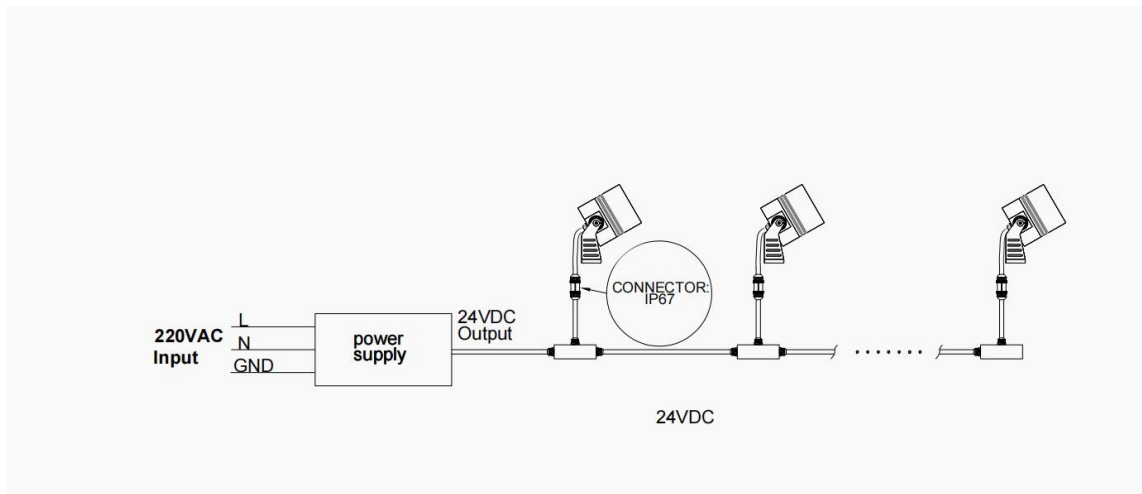 220VAC
Input
L
N
GND
power
supply
24VDC
Output
CONNECTOR:
IP67
24VDC